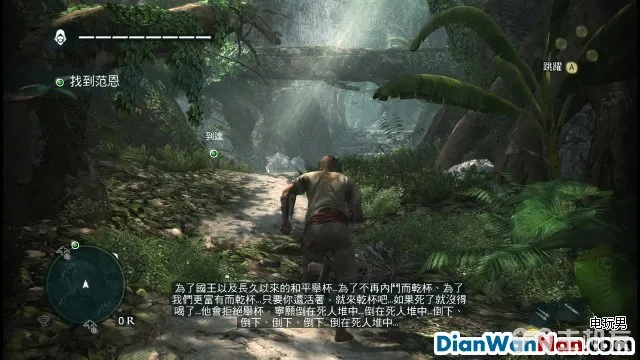 找到范恩
跳躍 A
到達
為了國王以及長久以來的和平舉杯...為了不再內鬥而乾杯、為了
我們更富有而乾杯...只要你還活著，就來乾杯吧...如果死了就沒得
喝了...他會拒絕舉杯，寧願倒在死人堆中...倒在死人堆中...倒下、
倒下、倒下、倒下...倒在死人堆中...
0 R
电玩男
DianWanNan.com